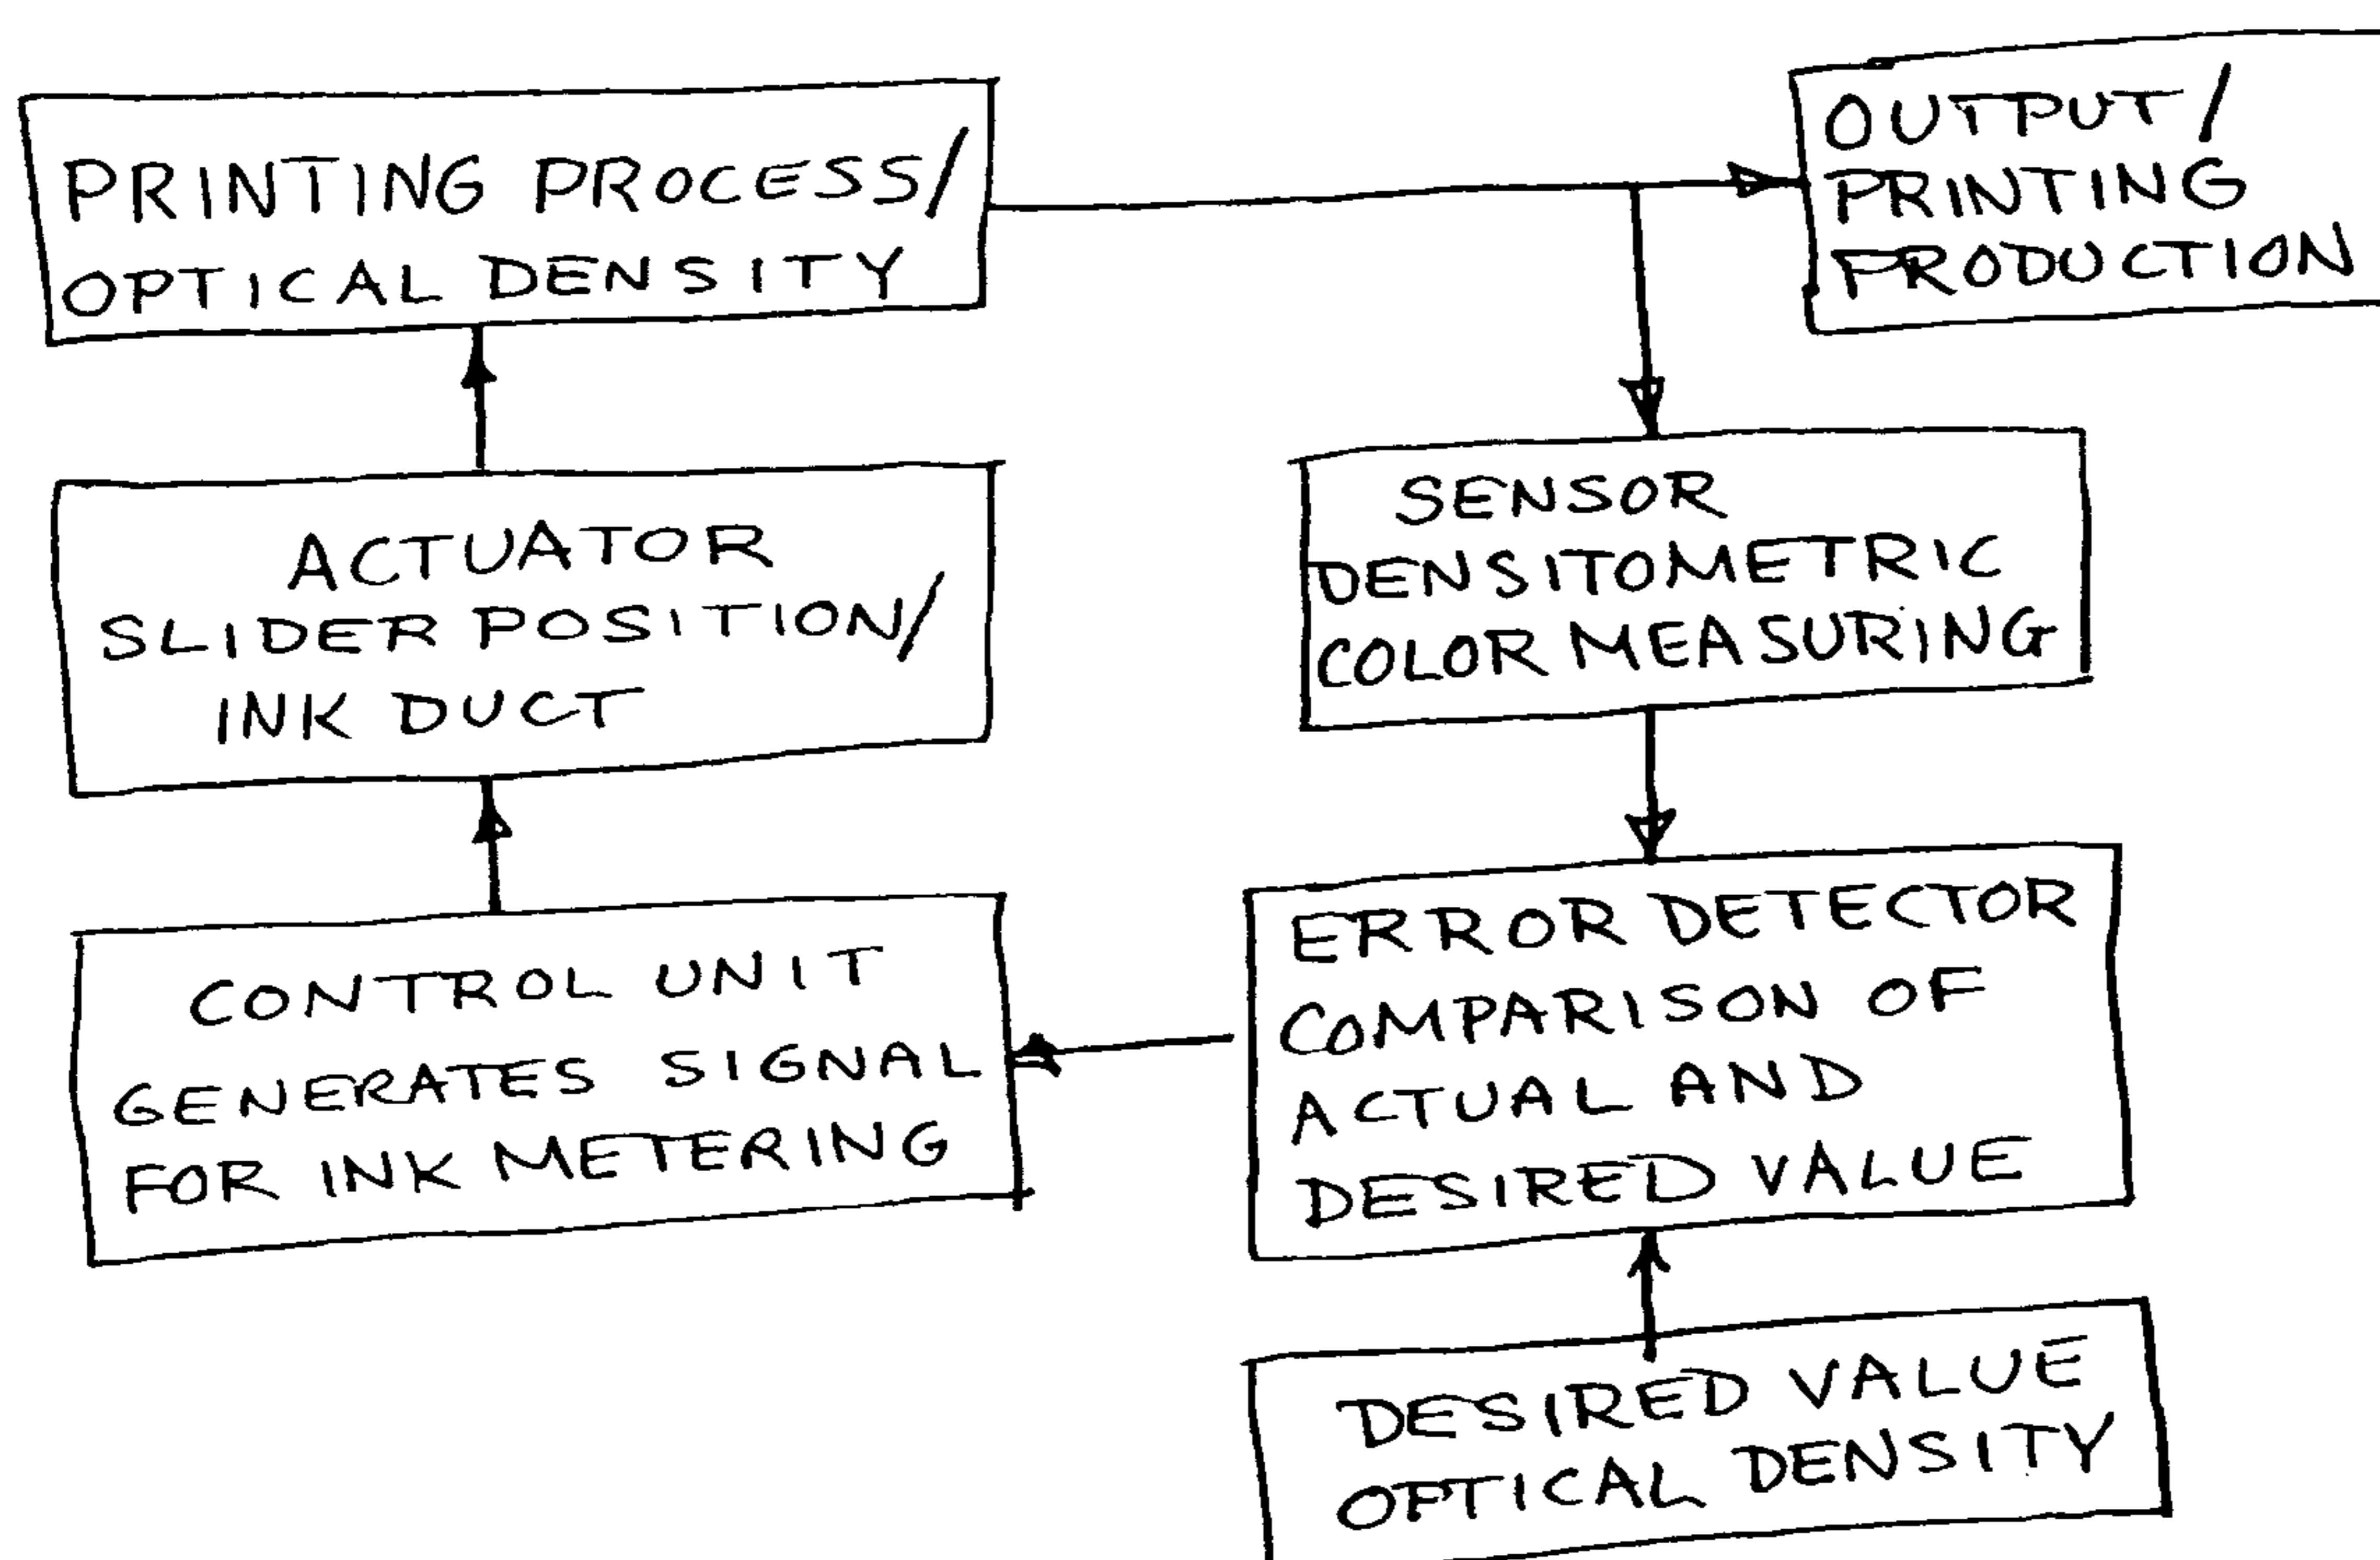 PRINTING PROCESS/
OPTICAL DENSITY
OUTPUT/
PRINTING
PRODUCTION
ACTUATOR
SLIDER POSITION/
INK DUCT
SENSOR
DENSITOMETRIC
COLOR MEASURING
CONTROL UNIT
GENERATES SIGNAL
FOR INK METERING
ERROR DETECTOR
COMPARISON OF
ACTUAL AND
DESIRED VALUE
DESIRED VALUE
OPTICAL DENSITY